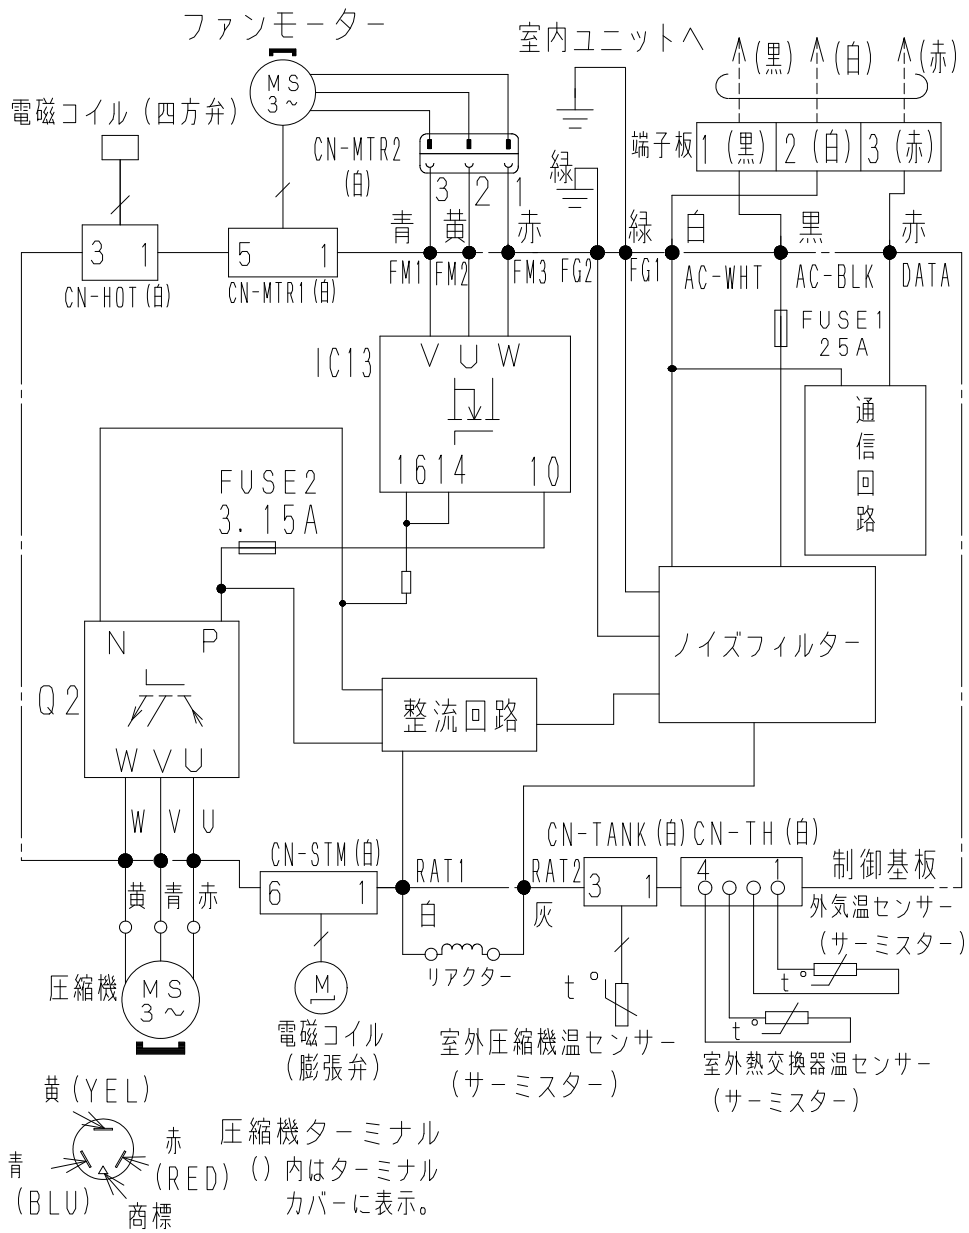 ファンモーター
室内ユニットへ
(黒)
(白)
(赤)
電磁コイル (四方弁)
MS
3~
CN-MTR2
(白)
端子板
1 (黒)
2 (白)
3 (赤)
緑
3
2
1
青
黄
赤
緑
白
黒
赤
3 1
5 1
CN-HOT (白)
CN-MTR1 (白)
FM1
FM2
FM3
FG2
FG1
AC-WHT
AC-BLK
DATA
FUSE1
25A
IC13
V U W
16 14 10
通信回路
FUSE2
3.15A
N P
Q2
W V U
ノイズフィルター
整流回路
W
V
U
CN-STM (白)
CN-TANK (白)
CN-TH (白)
6 1
RAT1
RAT2
3 1
4 1
制御基板
黄
青
赤
白
灰
外気温センサー
(サーミスター)
リアクター
圧縮機
MS
3~
M
t°
t°
t°
電磁コイル
(膨張弁)
室外圧縮機温センサー
(サーミスター)
室外熱交換器温センサー
(サーミスター)
黄 (YEL)
赤
(RED)
青
(BLU)
商標
圧縮機ターミナル
() 内はターミナル
カバーに表示。